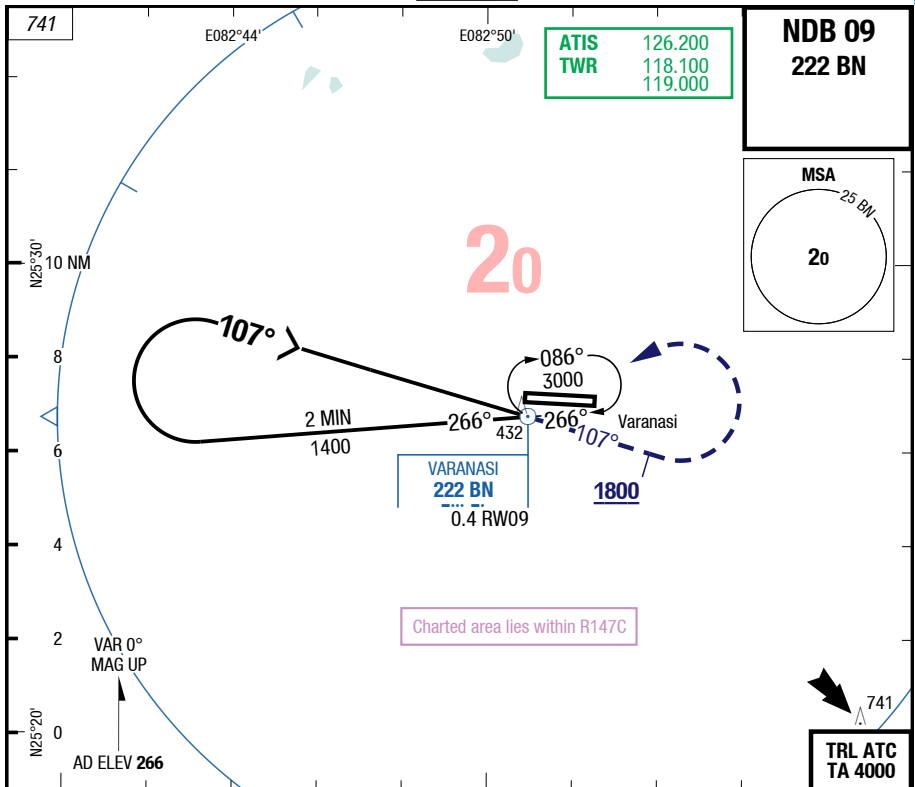 741
E082°44'
E082°50'
ATIS 126.200
TWR 118.100
119.000
NDB 09
222 BN
MSA
25 BN
20
20
N25°30'
10 NM
8
6
4
2
0
N25°20'
107°
086°
3000
2 MIN
1400
266°
432
266°
Varanasi
107°
1800
VARANASI
222 BN
0.4 RW09
Charted area lies within R147C
VAR 0°
MAG UP
AD ELEV 266
741
TRL ATC
TA 4000